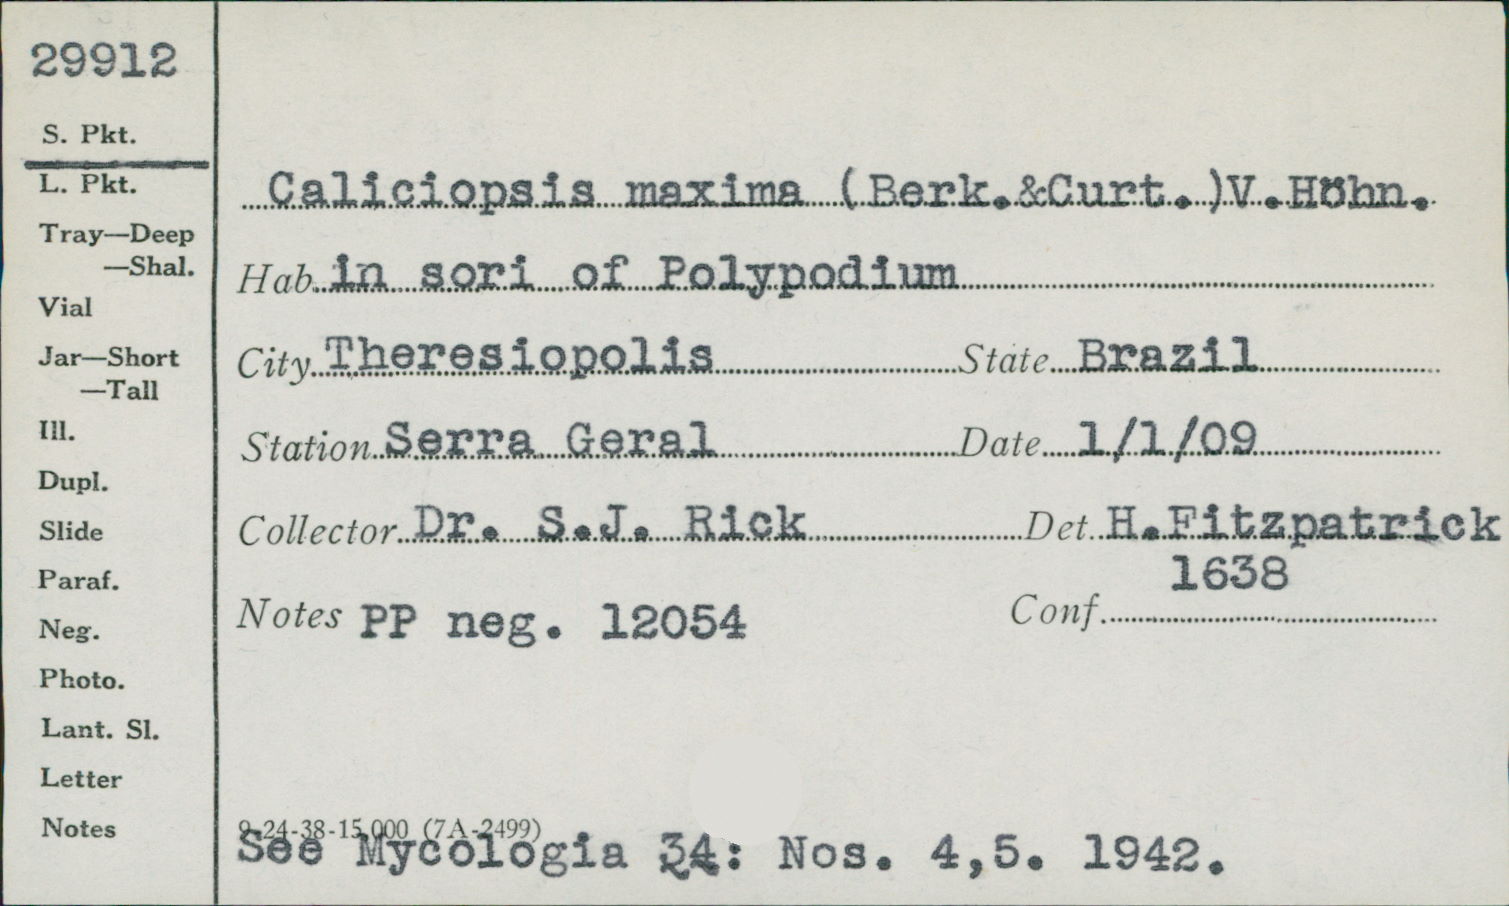 29912
S. Pkt.
L. Pkt.
Tray—Deep
—Shal.
Vial
Jar—Short
—Tall
Ill.
Dupl.
Slide
Paraf.
Neg.
Photo.
Lant. Sl.
Letter
Notes
Caliciopsis maxima (Berk.&Curt.)V.Höhn.
Hab. in sori of Polypodium
City Theresiopolis State Brazil
Station Serra Geral Date 1/1/09
Collector Dr. S.J. Rick Det. H.Fitzpatrick
1638
Notes PP neg. 12054 Conf.
9-24-38-15,000 (7A-2499)
See Mycologia 34: Nos. 4,5. 1942.